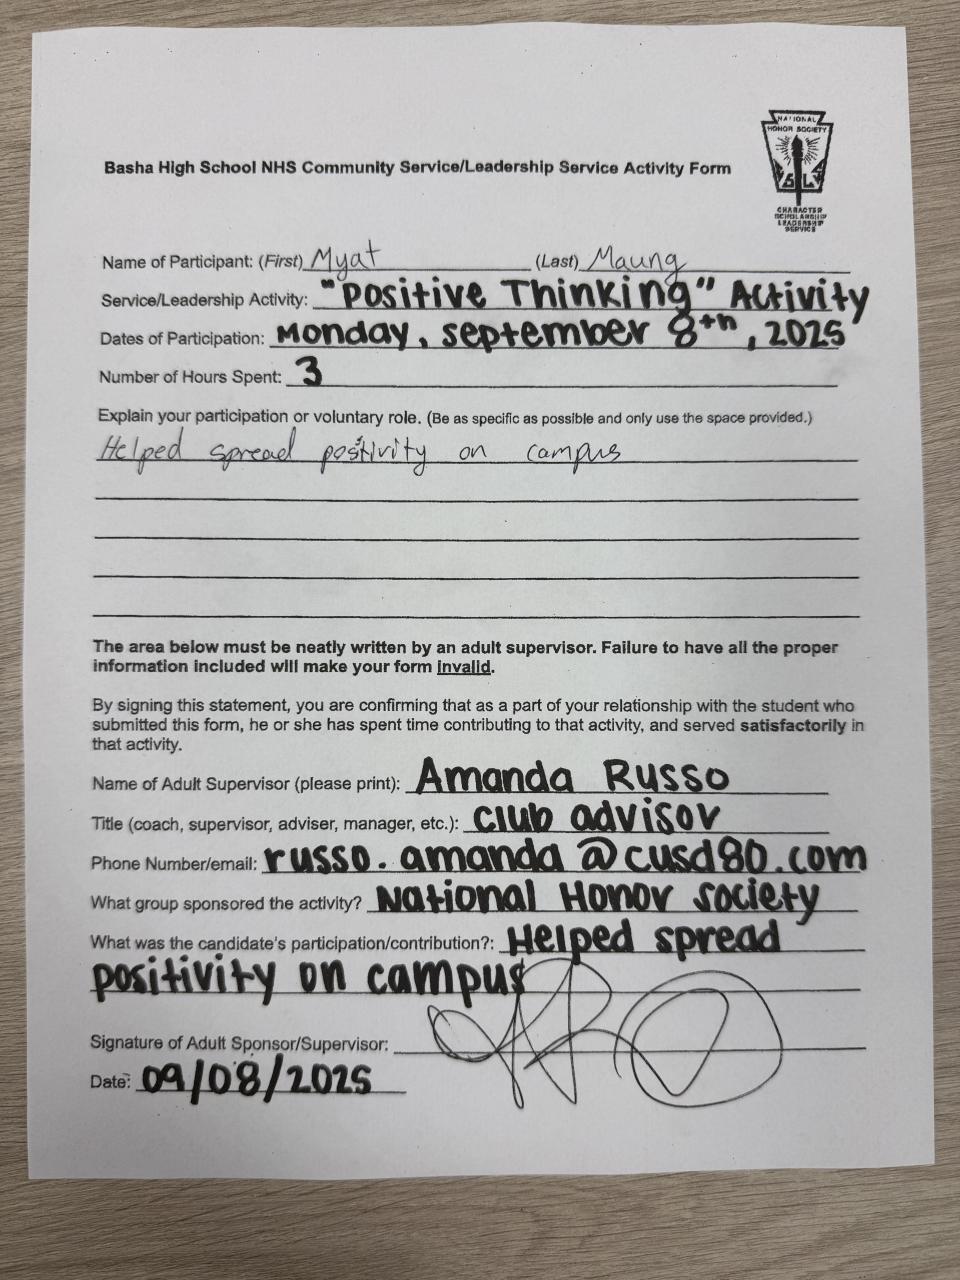 NATIONAL
HONOR SOCIETY
CHARACTER
SCHOLARSHIP
LEADERSHIP
SERVICE
Basha High School NHS Community Service/Leadership Service Activity Form
Name of Participant: (First) Myat (Last) Maung
Service/Leadership Activity: "Positive Thinking" Activity
Dates of Participation: Monday, september 8th, 2025
Number of Hours Spent: 3
Explain your participation or voluntary role. (Be as specific as possible and only use the space provided.)
Helped spread positivity on campus
The area below must be neatly written by an adult supervisor. Failure to have all the proper
information included will make your form invalid.
By signing this statement, you are confirming that as a part of your relationship with the student who
submitted this form, he or she has spent time contributing to that activity, and served satisfactorily in
that activity.
Name of Adult Supervisor (please print): Amanda Russo
Title (coach, supervisor, adviser, manager, etc.): club advisor
Phone Number/email: russo.amanda@cusd80.com
What group sponsored the activity? National Honor Society
What was the candidate's participation/contribution?: Helped spread
positivity on campus
Signature of Adult Sponsor/Supervisor:
Date: 09/08/2025